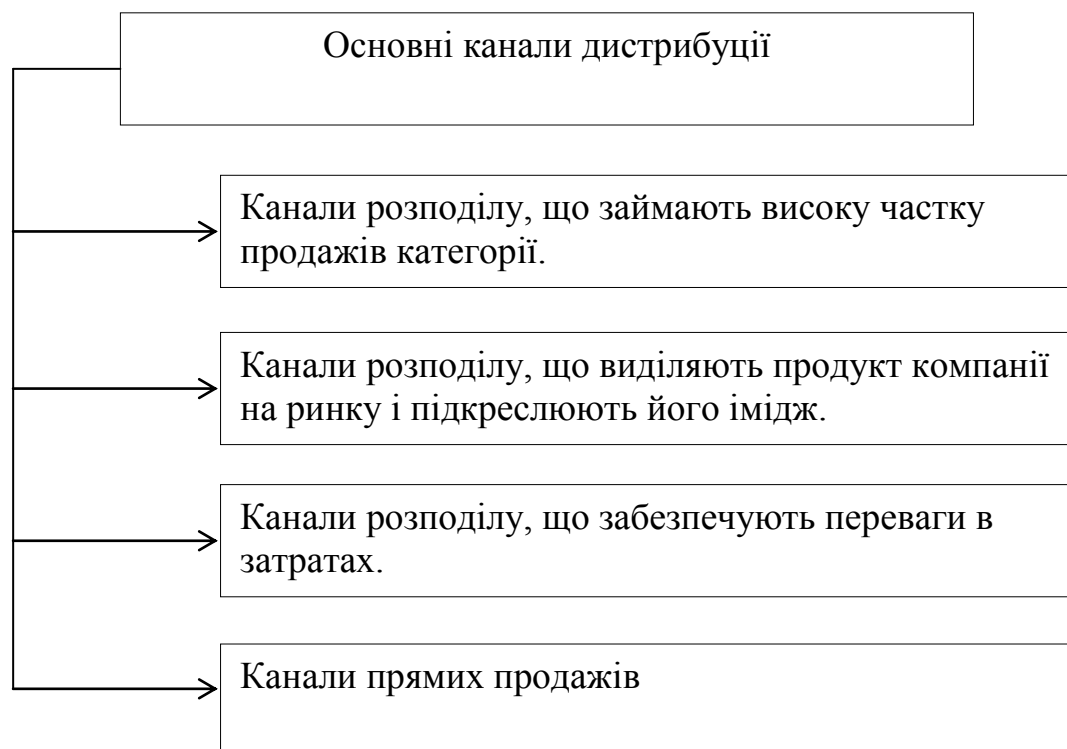 Основні канали дистрибуції
Канали розподілу, що займають високу частку
продажів категорії.
Канали розподілу, що виділяють продукт компанії
на ринку і підкреслюють його імідж.
Канали розподілу, що забезпечують переваги в
затратах.
Канали прямих продажів